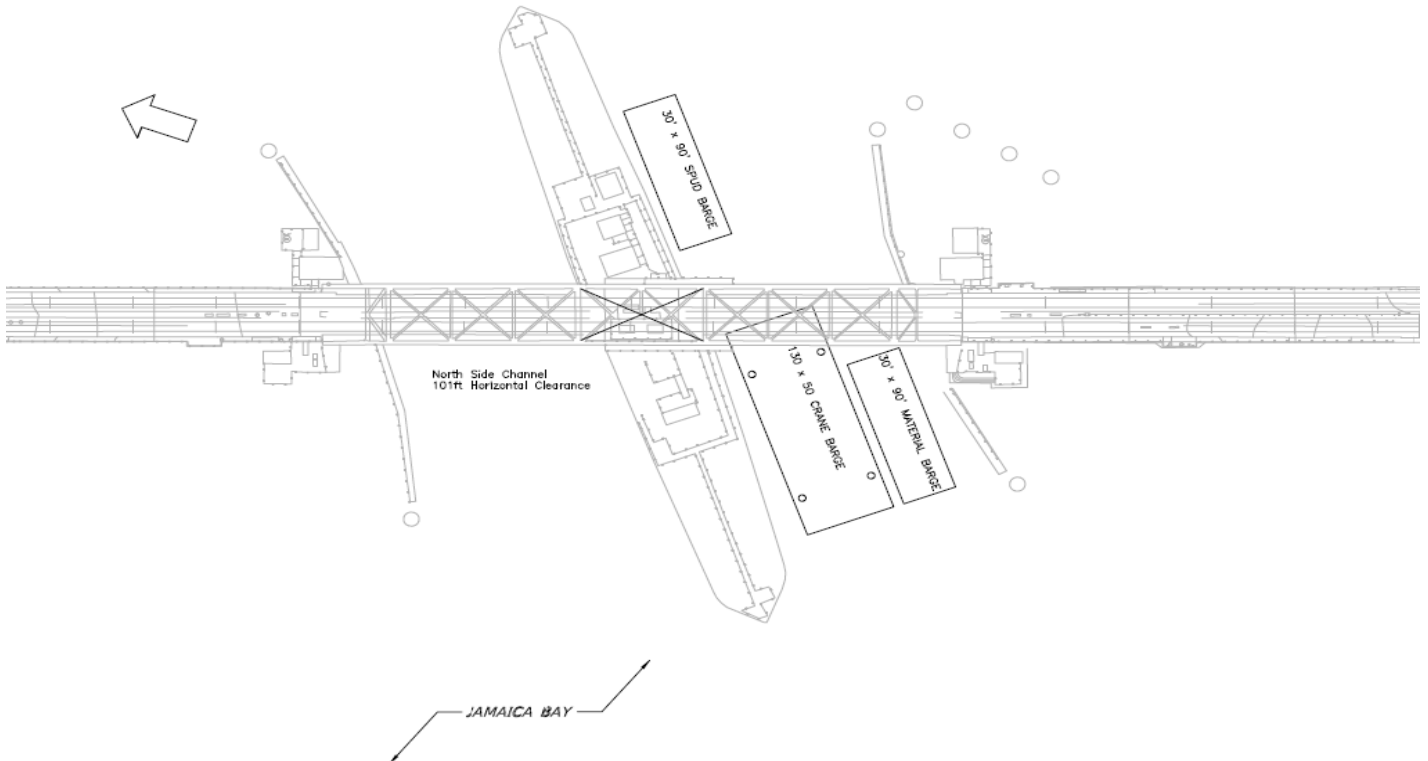 30' x 90' SPUD BARGE
North Side Channel
101ft Horizontal Clearance
130 x 50 CRANE BARGE
30' x 90' MATERIAL BARGE
JAMAICA BAY